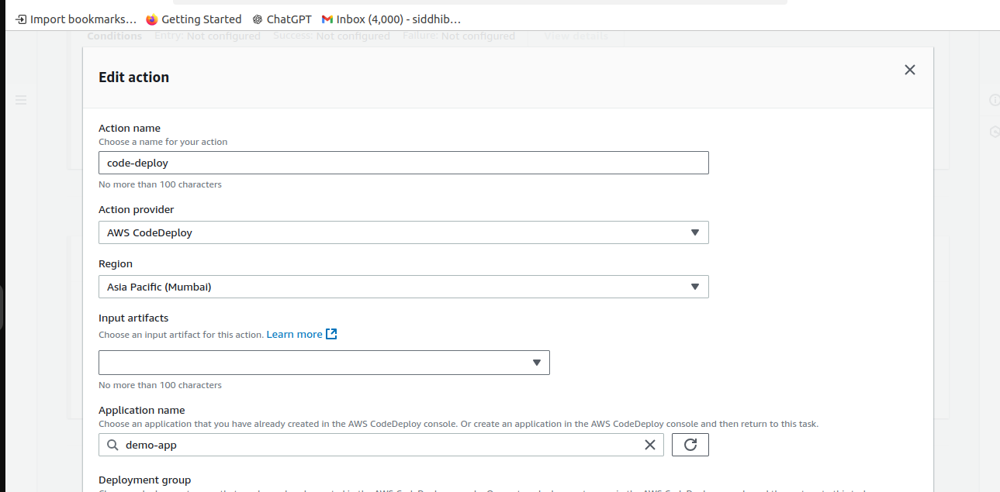 Import bookmarks... Getting Started ChatGPT Inbox (4,000) - siddhib...
Conditions Entry: Not configured Success: Not configured Failure: Not configured View details
Edit action
Action name
Choose a name for your action
code-deploy
No more than 100 characters
Action provider
AWS CodeDeploy
Region
Asia Pacific (Mumbai)
Input artifacts
Choose an input artifact for this action. Learn more
No more than 100 characters
Application name
Choose an application that you have already created in the AWS CodeDeploy console. Or create an application in the AWS CodeDeploy console and then return to this task.
demo-app
Deployment group